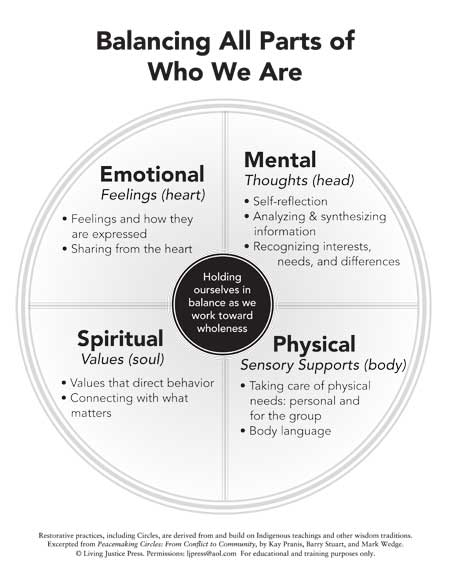 Balancing All Parts of
Who We Are
Emotional
Feelings (heart)
• Feelings and how they
are expressed
• Sharing from the heart
Mental
Thoughts (head)
• Self-reflection
• Analyzing & synthesizing
information
• Recognizing interests,
needs, and differences
Holding
ourselves in
balance as we
work toward
wholeness
Spiritual
Values (soul)
• Values that direct behavior
• Connecting with what
matters
Physical
Sensory Supports (body)
• Taking care of physical
needs: personal and
for the group
• Body language
Restorative practices, including Circles, are derived from and build on Indigenous teachings and other wisdom traditions.
Excerpted from Peacemaking Circles: From Conflict to Community, by Kay Pranis, Barry Stuart, and Mark Wedge.
© Living Justice Press. Permissions: ljpress@aol.com For educational and training purposes only.